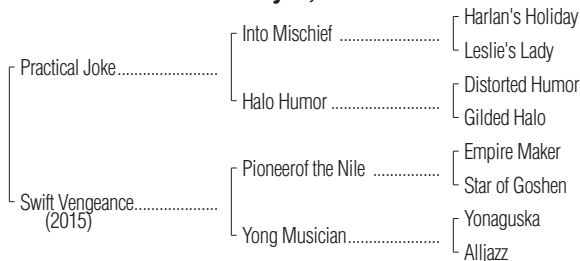 Harlan's Holiday
Into Mischief
Leslie's Lady
Practical Joke
Distorted Humor
Halo Humor
Gilded Halo
Empire Maker
Pioneerof the Nile
Star of Goshen
Swift Vengeance
(2015)
Yonaguska
Yong Musician
Alljazz